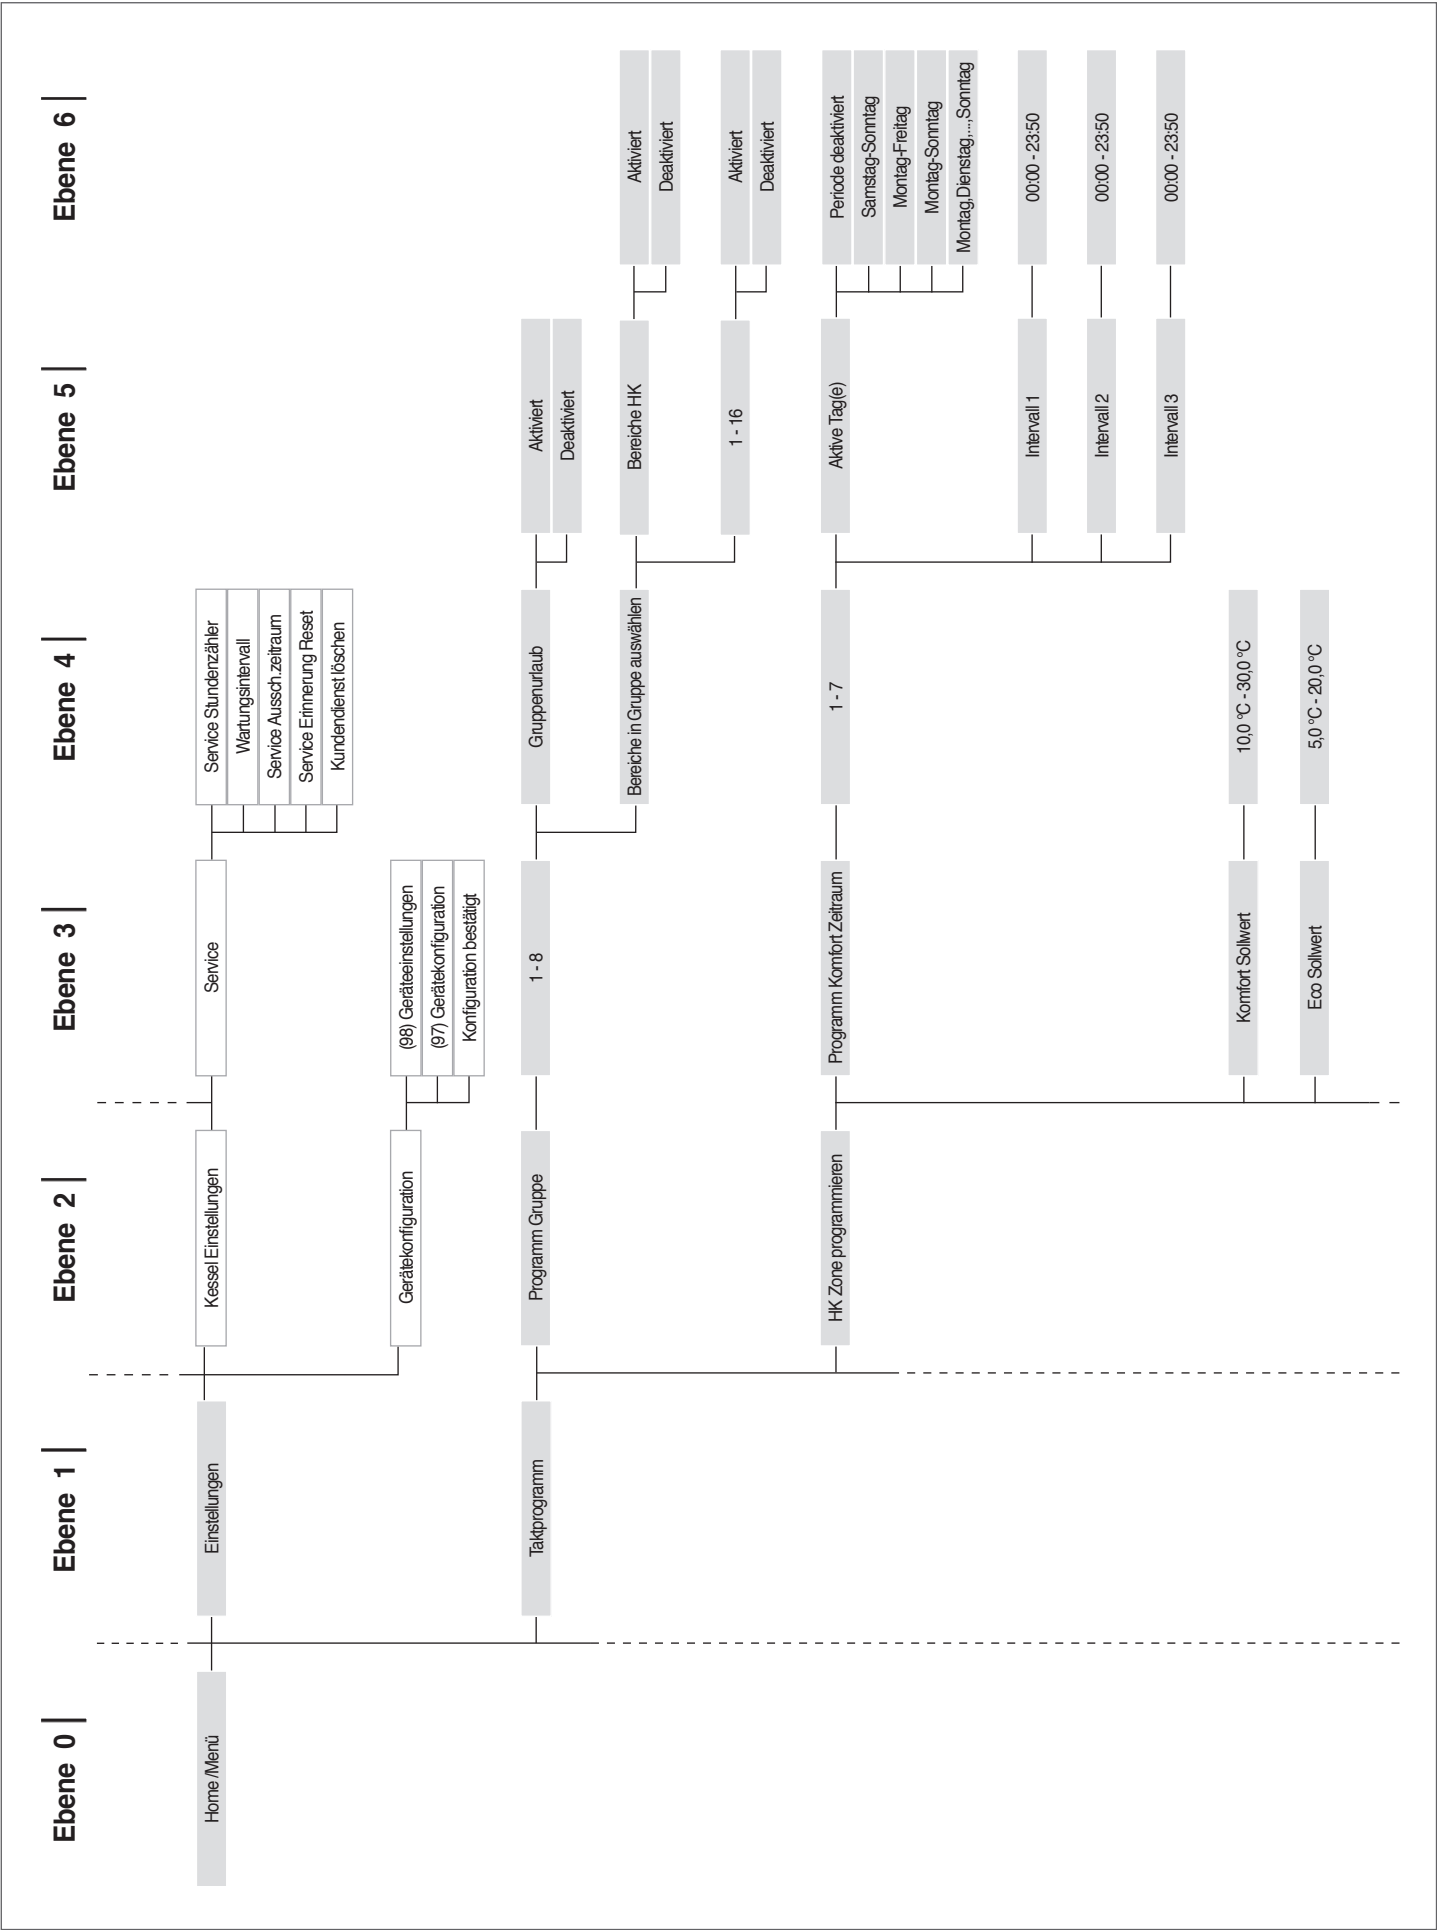 Ebene 0
Ebene 1
Ebene 2
Ebene 3
Ebene 4
Ebene 5
Ebene 6
Home /Menü
Einstellungen
Kessel Einstellungen
Service
Service Stundenzähler
Wartungsintervall
Service Aussch.zeitraum
Service Erinnerung Reset
Kundendienst löschen
Gerätekonfiguration
(98) Geräteeinstellungen
(97) Gerätekonfiguration
Konfiguration bestätigt
Taktprogramm
Programm Gruppe
1 - 8
Gruppenurlaub
Aktiviert
Deaktiviert
Bereiche in Gruppe auswählen
Bereiche HK
Aktiviert
Deaktiviert
1 - 16
Aktiviert
Deaktiviert
HK Zone programmieren
Programm Komfort Zeitraum
1 - 7
Aktive Tag(e)
Periode deaktiviert
Samstag-Sonntag
Montag-Freitag
Montag-Sonntag
Montag,Dienstag,...,Sonntag
Intervall 1
00:00 - 23:50
Intervall 2
00:00 - 23:50
Intervall 3
00:00 - 23:50
Komfort Sollwert
10,0 °C - 30,0 °C
Eco Sollwert
5,0 °C - 20,0 °C